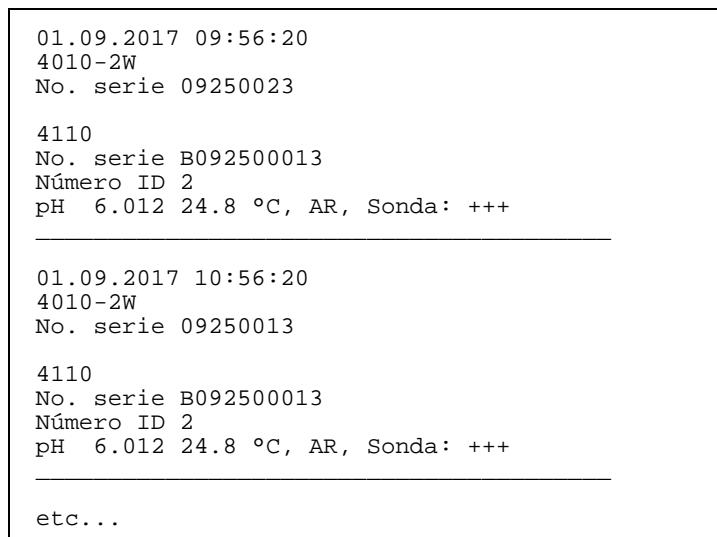 01.09.2017 09:56:20
4010-2W
No. serie 09250023
4110
No. serie B092500013
Número ID 2
pH 6.012 24.8 °C, AR, Sonda: +++
________________________________________
01.09.2017 10:56:20
4010-2W
No. serie 09250013
4110
No. serie B092500013
Número ID 2
pH 6.012 24.8 °C, AR, Sonda: +++
________________________________________
etc...